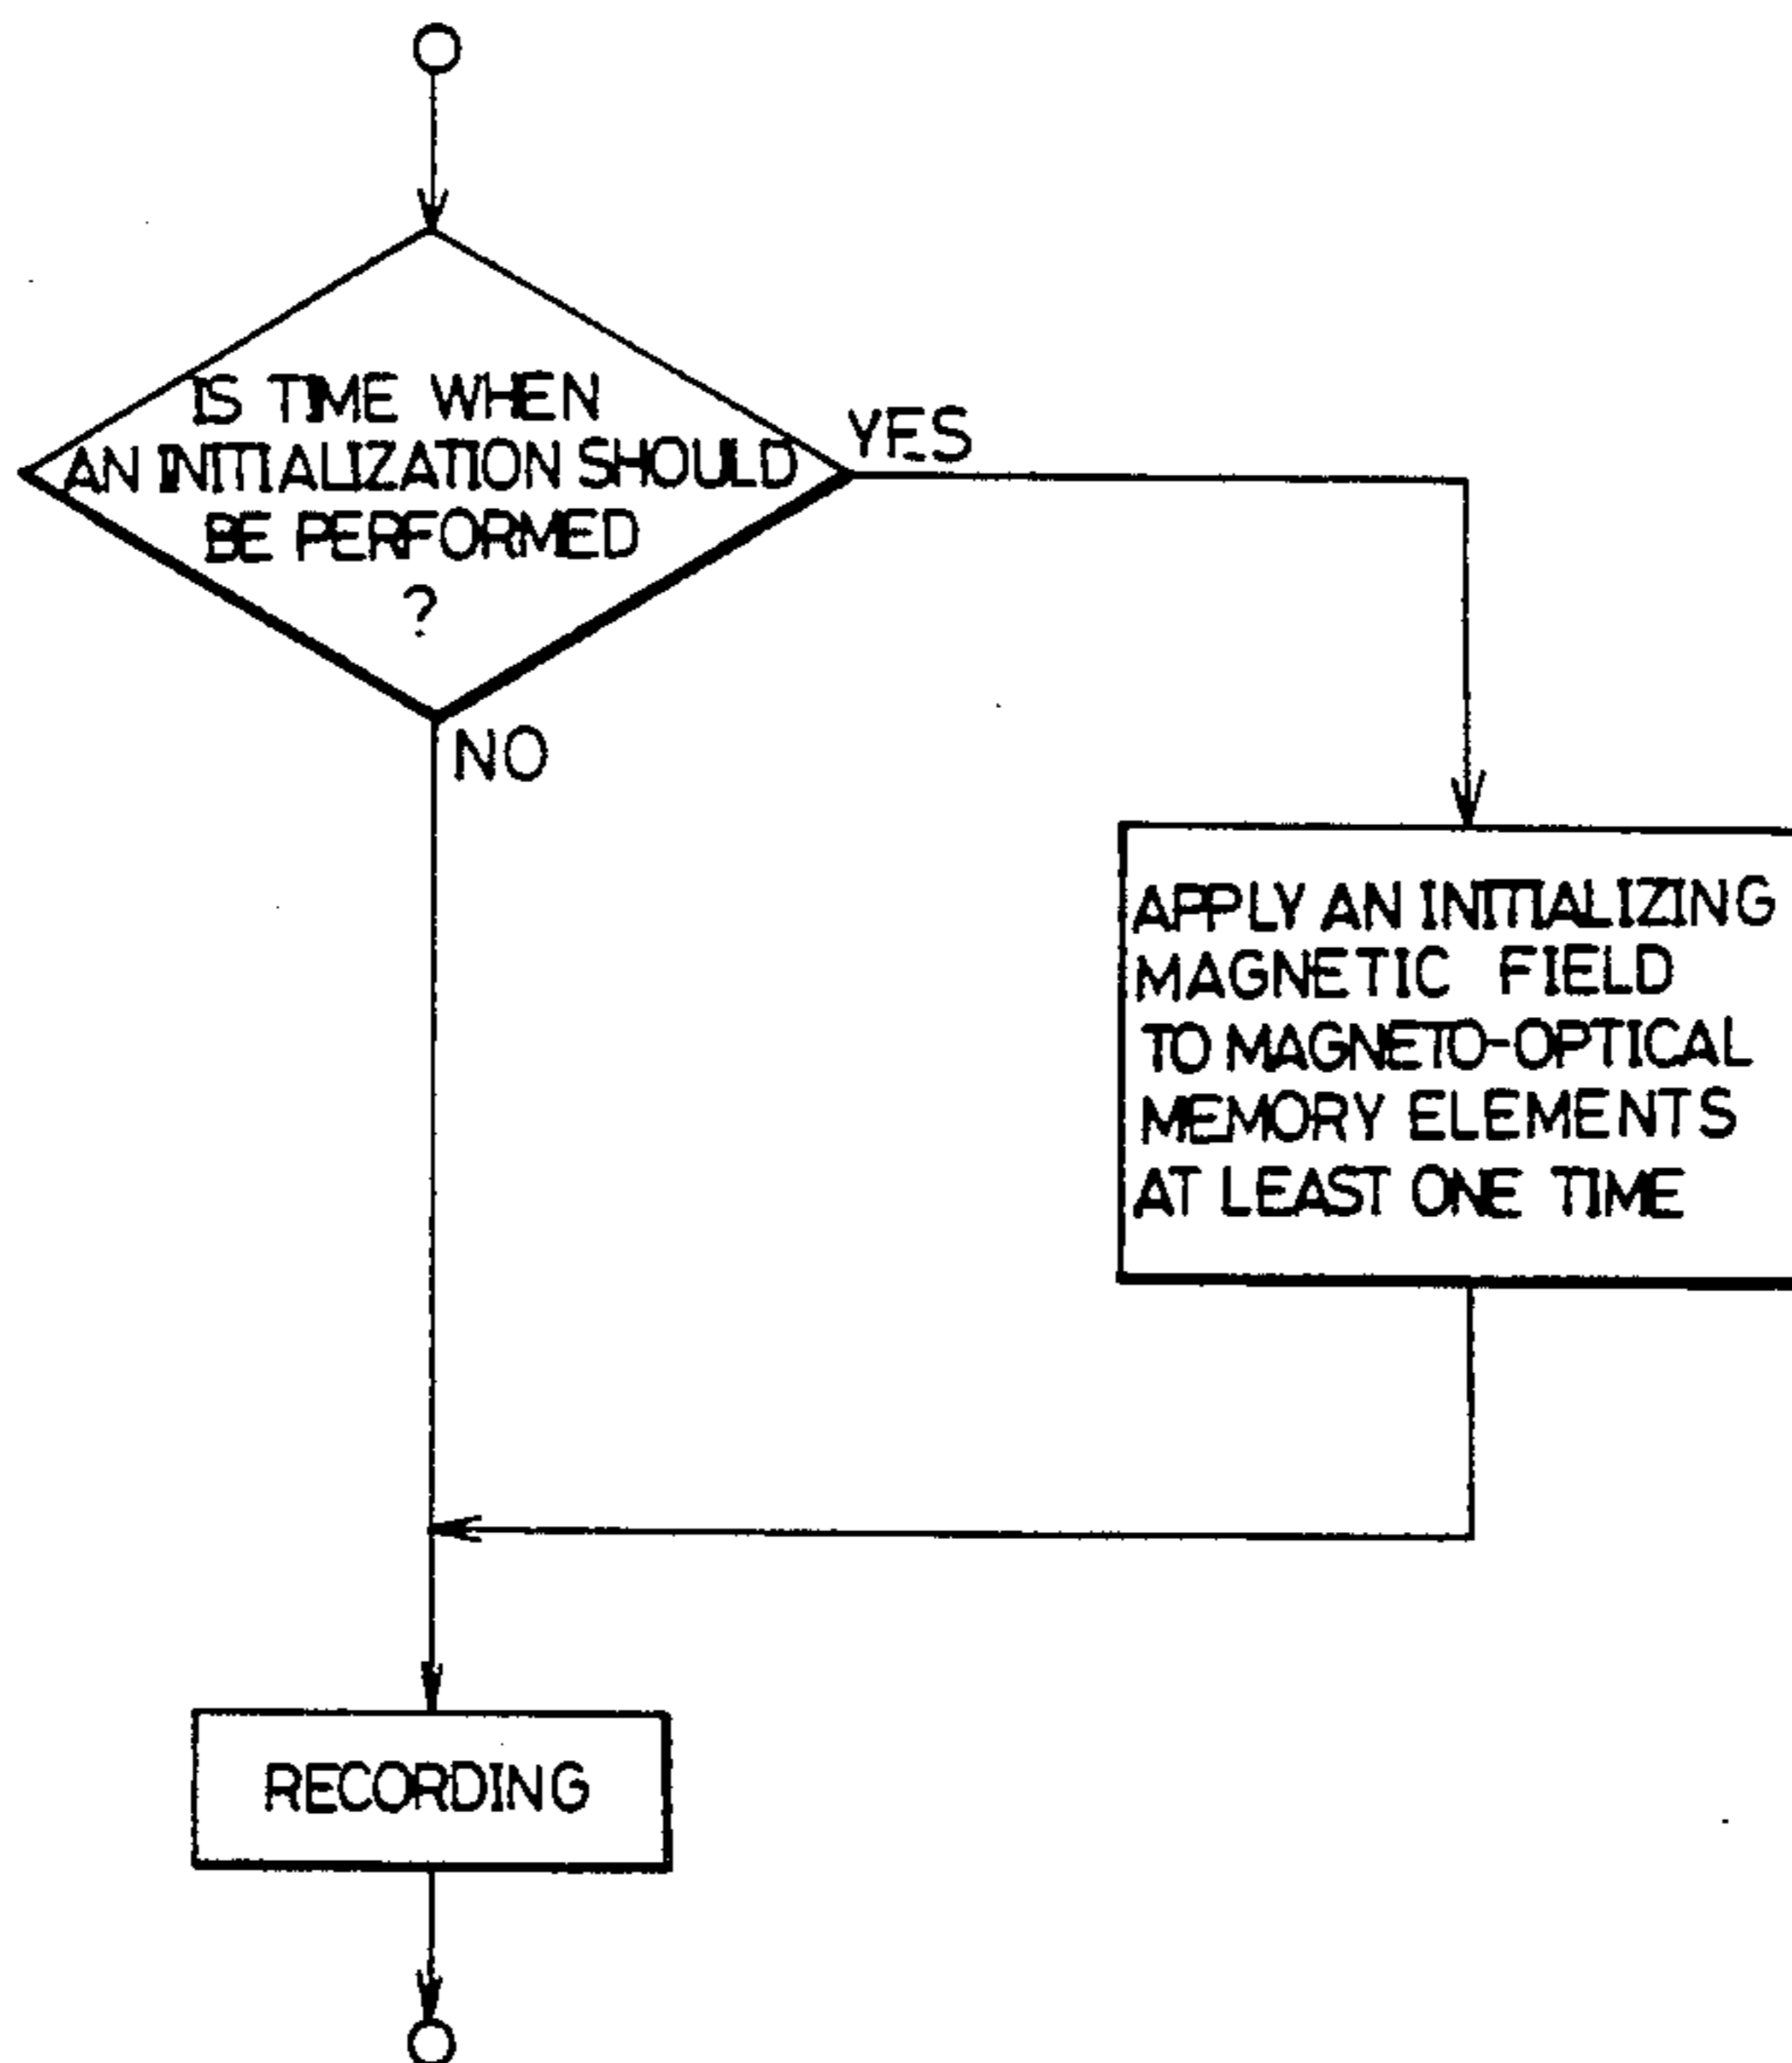 IS TIME WHEN
AN INITIALIZATION SHOULD
BE PERFORMED
?
YES
NO
APPLY AN INITIALIZING
MAGNETIC FIELD
TO MAGNETO-OPTICAL
MEMORY ELEMENTS
AT LEAST ONE TIME
RECORDING